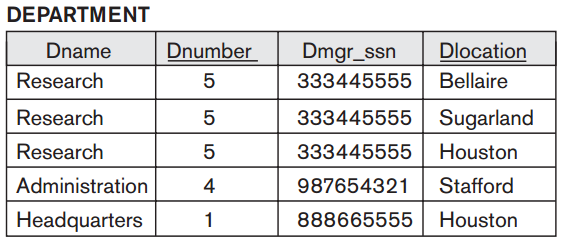 DEPARTMENT
Dname Dnumber Dmgr_ssn Dlocation
Research 5 333445555 Bellaire
Research 5 333445555 Sugarland
Research 5 333445555 Houston
Administration 4 987654321 Stafford
Headquarters 1 888665555 Houston